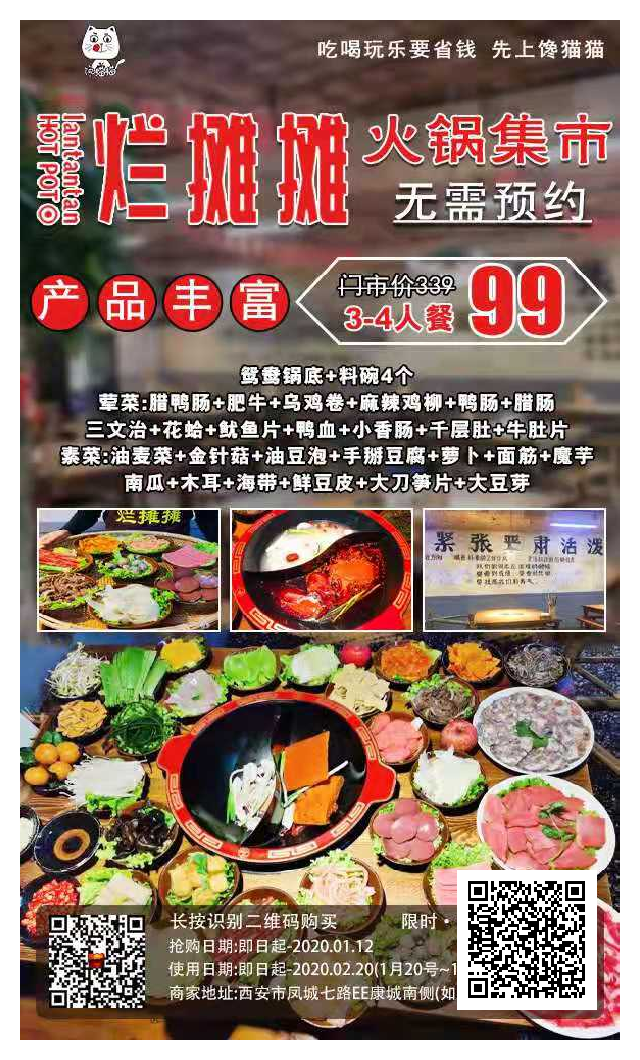 馋猫猫
吃喝玩乐要省钱 先上馋猫猫
lantantan
HOT POT
烂摊摊
火锅集市
无需预约
产品丰富
门市价339
3-4人餐
99
鸳鸯锅底+料碗4个
荤菜:腊鸭肠+肥牛+乌鸡卷+麻辣鸡柳+鸭肠+腊肠
三文治+花蛤+鱿鱼片+鸭血+小香肠+千层肚+牛肚片
素菜:油麦菜+金针菇+油豆泡+手掰豆腐+萝卜+面筋+魔芋
南瓜+木耳+海带+鲜豆皮+大刀笋片+大豆芽
烂摊摊
紧张严肃活泼
长按识别二维码购买
限时·
抢购日期:即日起-2020.01.12
使用日期:即日起-2020.02.20(1月20号~1
商家地址:西安市凤城七路EE康城南侧(如